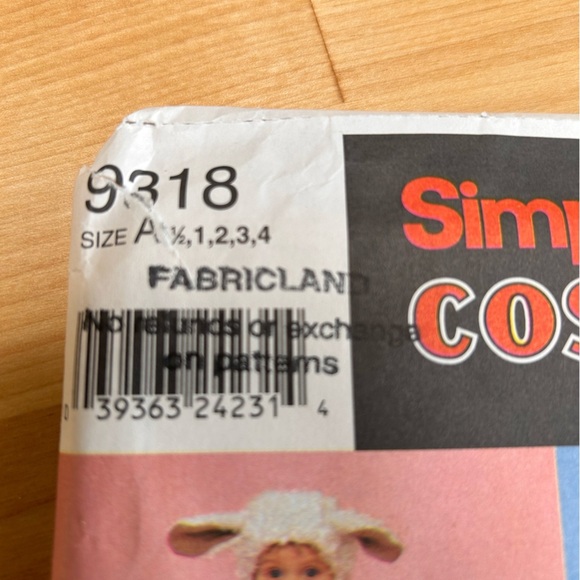 9318
SIZE A ½,1,2,3,4
FABRICLAND
No refunds or exchange
on patterns
0 39363 24231 4
Simp
COS